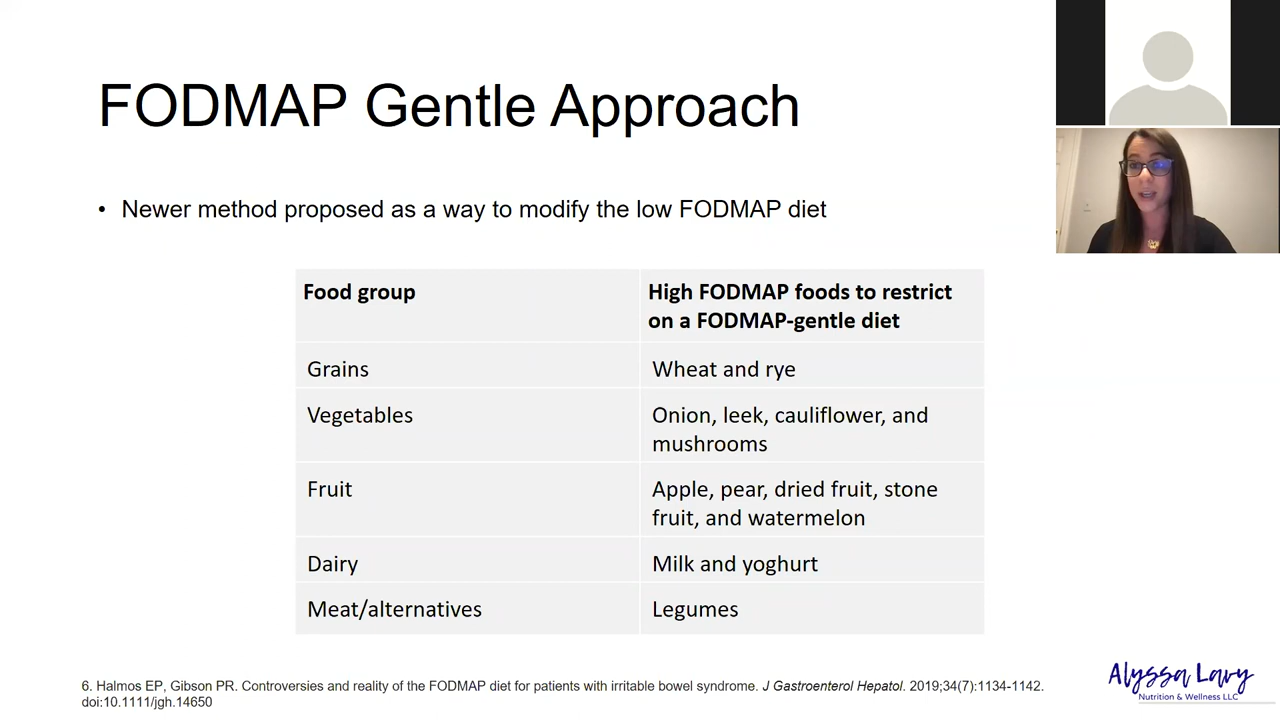 FODMAP Gentle Approach
• Newer method proposed as a way to modify the low FODMAP diet
Food group
High FODMAP foods to restrict
on a FODMAP-gentle diet
Grains
Wheat and rye
Vegetables
Onion, leek, cauliflower, and
mushrooms
Fruit
Apple, pear, dried fruit, stone
fruit, and watermelon
Dairy
Milk and yoghurt
Meat/alternatives
Legumes
6. Halmos EP, Gibson PR. Controversies and reality of the FODMAP diet for patients with irritable bowel syndrome. J Gastroenterol Hepatol. 2019;34(7):1134-1142.
doi:10.1111/jgh.14650
Alyssa Lavy
Nutrition & Wellness LLC